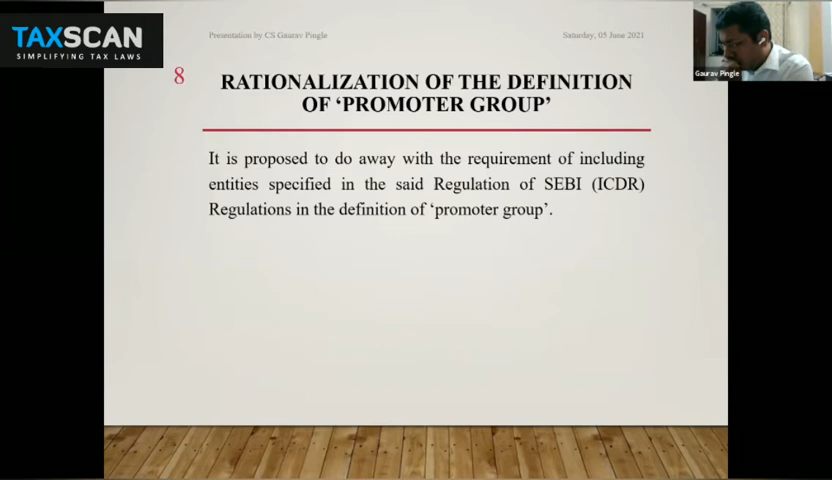 TAXSCAN
SIMPLIFYING TAX LAWS
Presentation by CS Gaurav Pingle
Saturday, 05 June 2021
Gaurav Pingle
8
RATIONALIZATION OF THE DEFINITION
OF ‘PROMOTER GROUP’
It is proposed to do away with the requirement of including
entities specified in the said Regulation of SEBI (ICDR)
Regulations in the definition of ‘promoter group’.